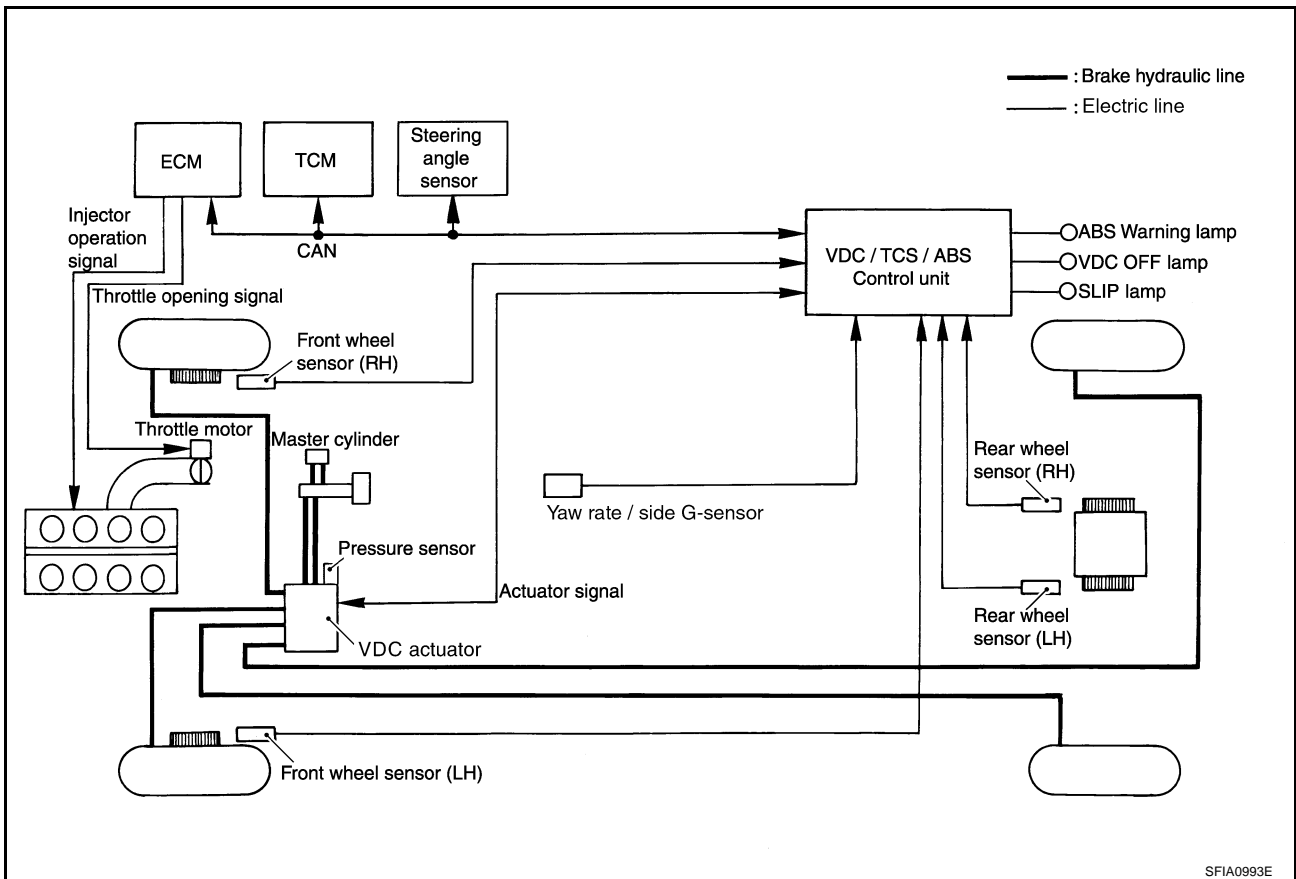 : Brake hydraulic line
: Electric line
ECM
TCM
Steering
angle
sensor
Injector
operation
signal
CAN
VDC / TCS / ABS
Control unit
ABS Warning lamp
VDC OFF lamp
SLIP lamp
Throttle opening signal
Front wheel
sensor (RH)
Throttle motor
Master cylinder
Rear wheel
sensor (RH)
Yaw rate / side G-sensor
Pressure sensor
Actuator signal
Rear wheel
sensor (LH)
VDC actuator
Front wheel sensor (LH)
SFIA0993E